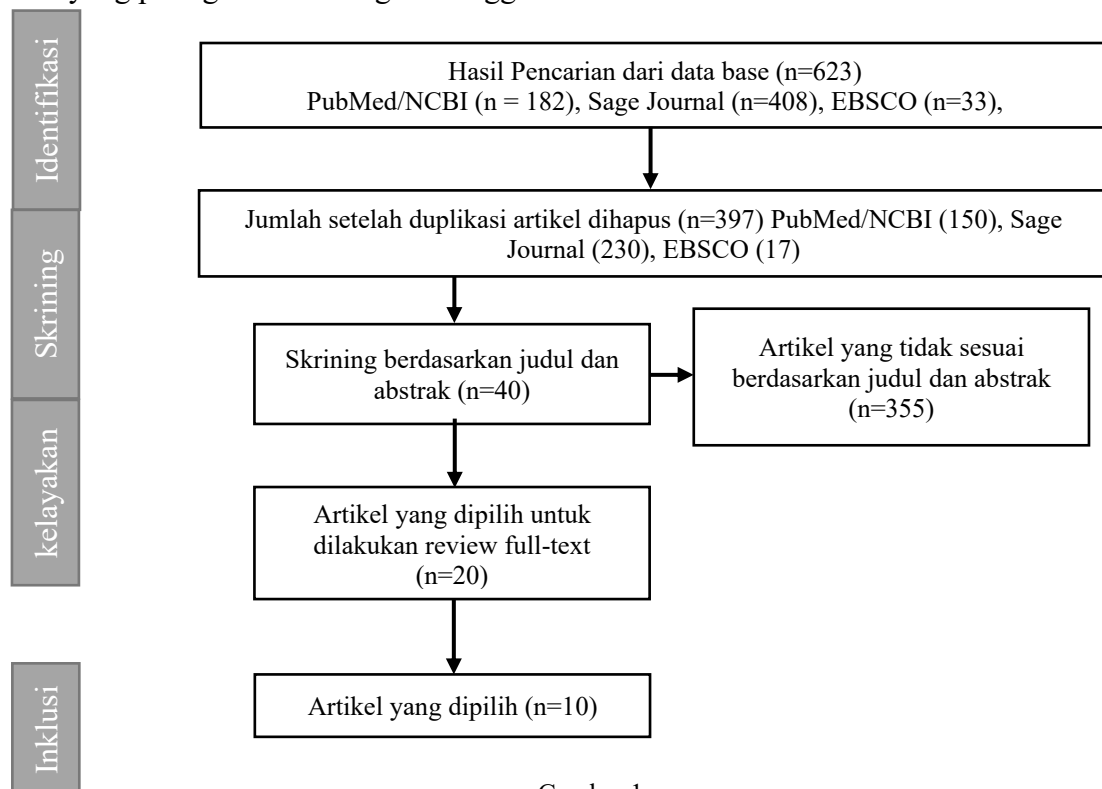 Identifikasi
Hasil Pencarian dari data base (n=623)
PubMed/NCBI (n = 182), Sage Journal (n=408), EBSCO (n=33),
Skrining
Jumlah setelah duplikasi artikel dihapus (n=397) PubMed/NCBI (150), Sage
Journal (230), EBSCO (17)
Skrining berdasarkan judul dan
abstrak (n=40)
Artikel yang tidak sesuai
berdasarkan judul dan abstrak
(n=355)
kelayakan
Artikel yang dipilih untuk
dilakukan review full-text
(n=20)
Inklusi
Artikel yang dipilih (n=10)